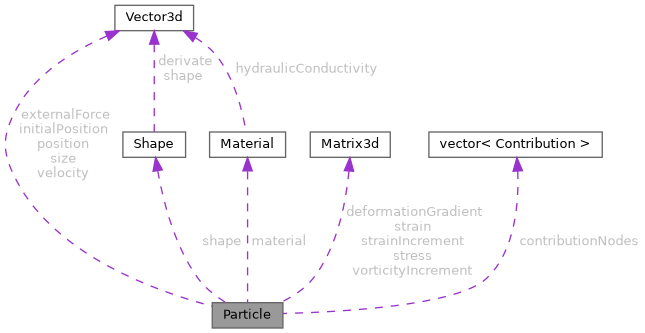 Vector3d
derivate
shape
hydraulicConductivity
externalForce
initialPosition
position
size
velocity
Shape
Material
Matrix3d
vector< Contribution >
shape
material
deformationGradient
strain
strainIncrement
stress
vorticityIncrement
contributionNodes
Particle